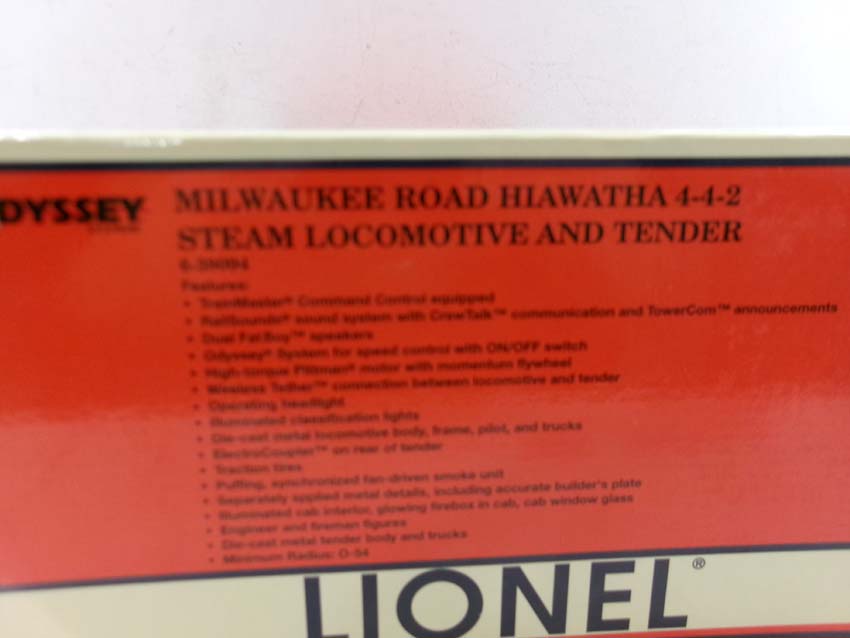 ODYSSEY
MILWAUKEE ROAD HIAWATHA 4-4-2
STEAM LOCOMOTIVE AND TENDER
Features:
• TrainMaster® Command Control equipped
• RailSounds® sound system with CrewTalk™ communication and TowerCom™ announcements
• Dual FatBoy™ speakers
• Odyssey® System for speed control with ON/OFF switch
• High-torque Pittman® motor with momentum flywheel
• Wireless Tether™ connection between locomotive and tender
• Operating headlight
• Illuminated classification lights
• Die-cast metal locomotive body, frame, pilot, and trucks
• ElectroCoupler™ on rear of tender
• Traction tires
• Puffing, synchronized fan-driven smoke unit
• Separately applied metal details, including accurate builder's plate
• Illuminated cab interior, glowing firebox in cab, cab window glass
• Engineer and fireman figures
• Die-cast metal tender body and trucks
• Minimum Radius: O-54
LIONEL®